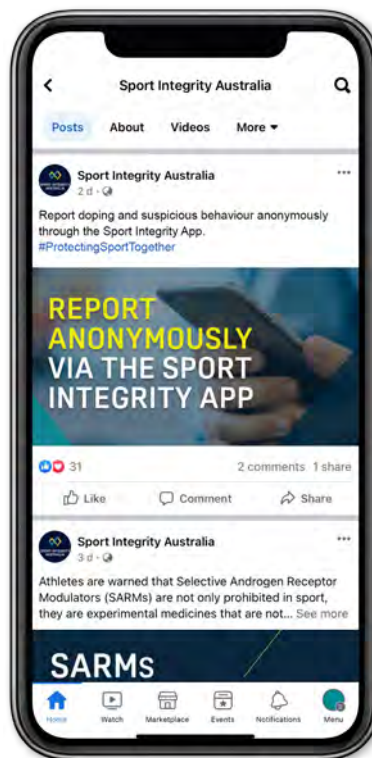 Sport Integrity Australia
Posts About Videos More
Sport Integrity Australia
2 d
Report doping and suspicious behaviour anonymously
through the Sport Integrity App.
#ProtectingSportTogether
REPORT
ANONYMOUSLY
VIA THE SPORT
INTEGRITY APP
31 2 comments 1 share
Like Comment Share
Sport Integrity Australia
3 d
Athletes are warned that Selective Androgen Receptor
Modulators (SARMs) are not only prohibited in sport,
they are experimental medicines that are not... See more
SARMs
Home Watch Marketplace Events Notifications Menu